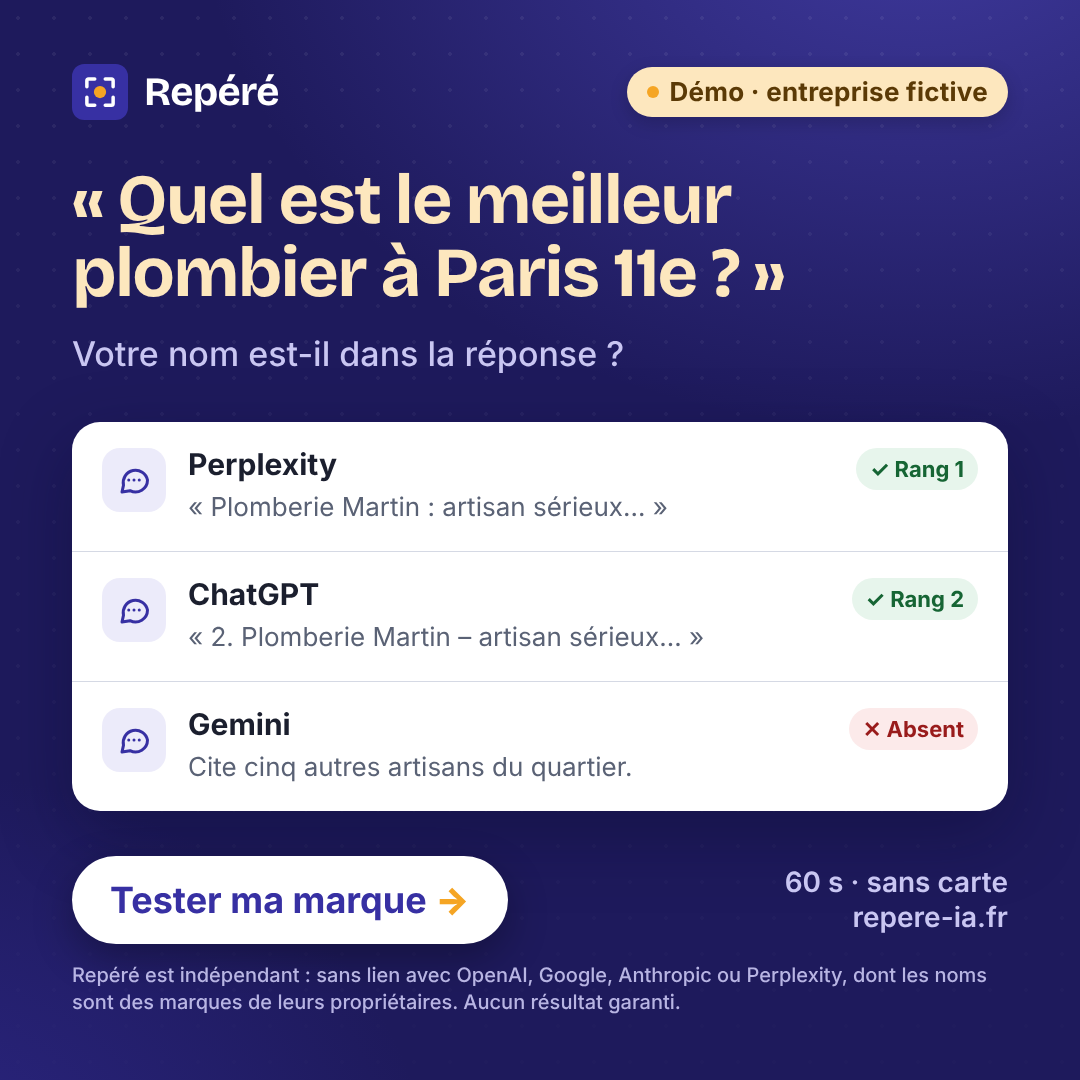 Repéré
Démo · entreprise fictive
« Quel est le meilleur
plombier à Paris 11e ? »
Votre nom est-il dans la réponse ?
Perplexity
✓ Rang 1
« Plomberie Martin : artisan sérieux… »
ChatGPT
✓ Rang 2
« 2. Plomberie Martin – artisan sérieux… »
Gemini
✕ Absent
Cite cinq autres artisans du quartier.
Tester ma marque →
60 s · sans carte
repere-ia.fr
Repéré est indépendant : sans lien avec OpenAI, Google, Anthropic ou Perplexity, dont les noms
sont des marques de leurs propriétaires. Aucun résultat garanti.